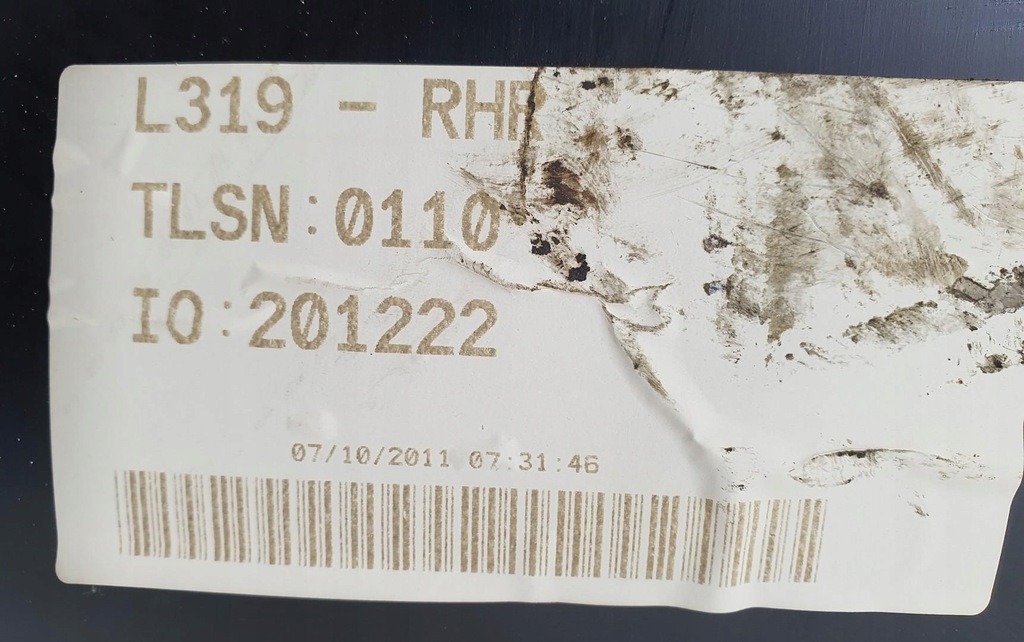 L319 - RHR
TLSN:0110
IO:201222
07/10/2011 07:31:46